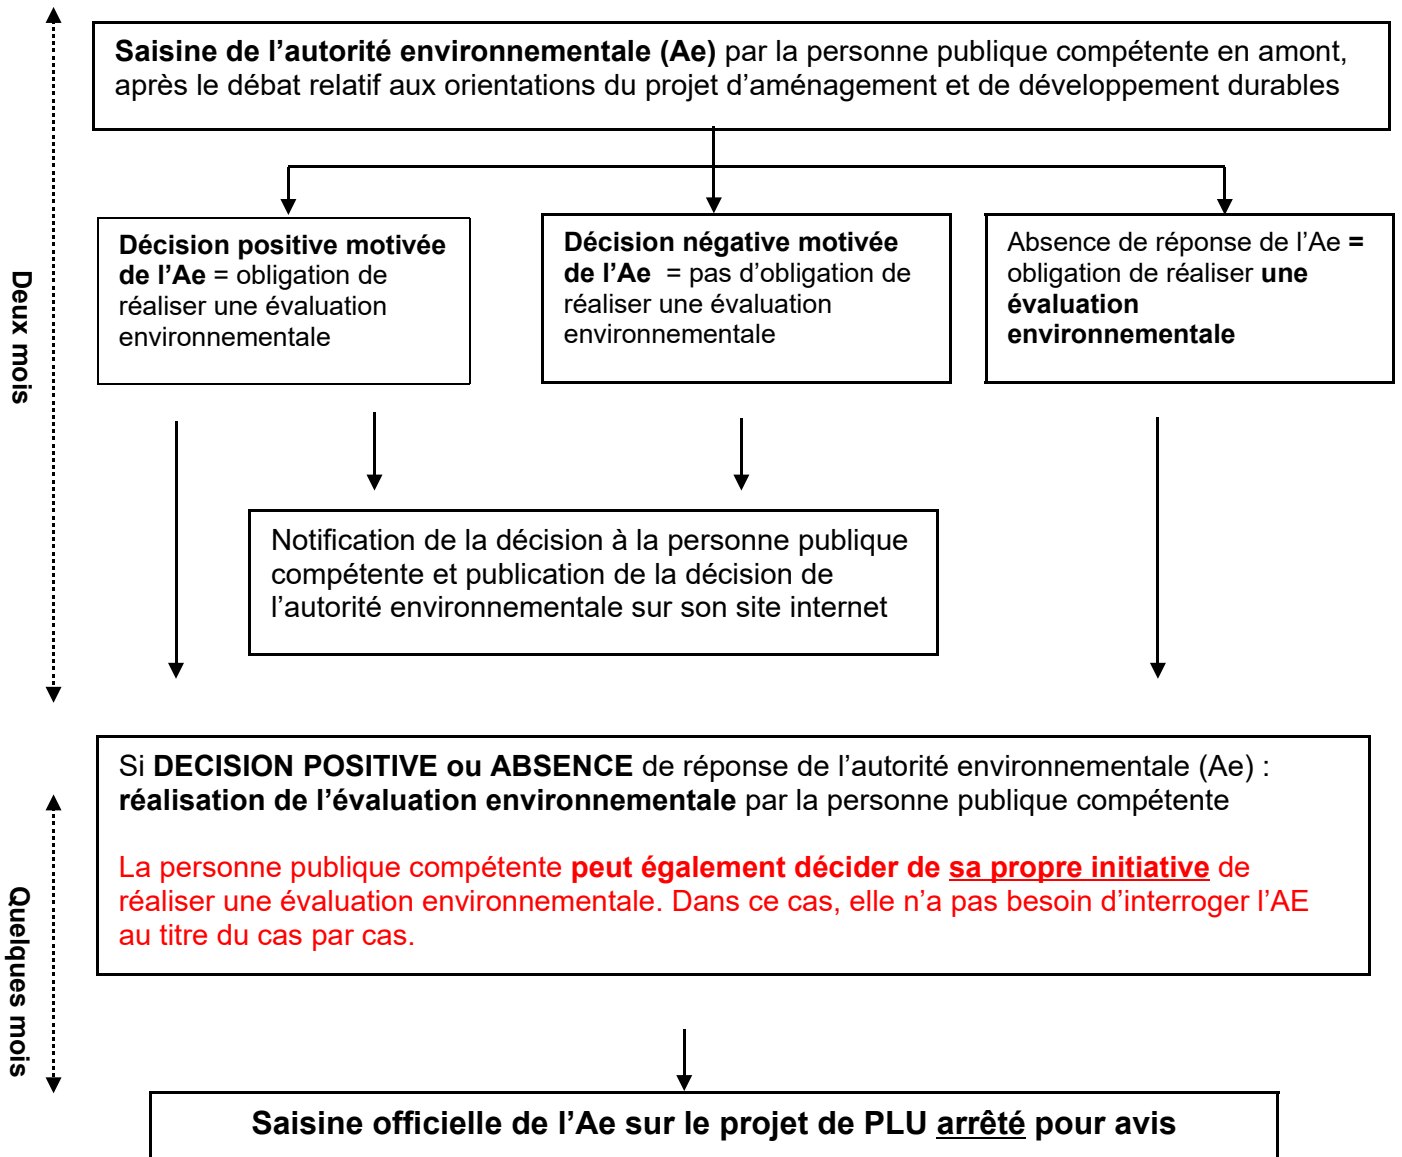 Saisine de l’autorité environnementale (Ae) par la personne publique compétente en amont,
après le débat relatif aux orientations du projet d’aménagement et de développement durables
Décision positive motivée
de l’Ae = obligation de
réaliser une évaluation
environnementale
Décision négative motivée
de l’Ae = pas d’obligation de
réaliser une évaluation
environnementale
Absence de réponse de l’Ae =
obligation de réaliser une
évaluation
environnementale
Deux mois
Notification de la décision à la personne publique
compétente et publication de la décision de
l’autorité environnementale sur son site internet
Si DECISION POSITIVE ou ABSENCE de réponse de l’autorité environnementale (Ae) :
réalisation de l’évaluation environnementale par la personne publique compétente
La personne publique compétente peut également décider de sa propre initiative de
réaliser une évaluation environnementale. Dans ce cas, elle n’a pas besoin d’interroger l’AE
au titre du cas par cas.
Quelques mois
Saisine officielle de l’Ae sur le projet de PLU arrêté pour avis